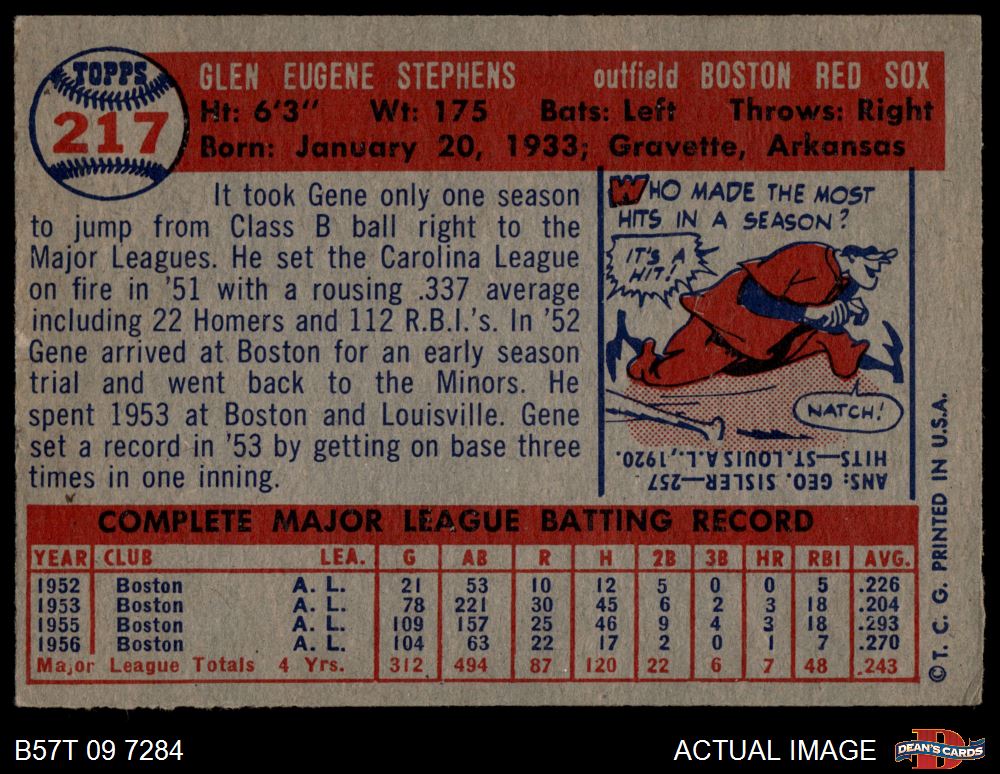 TOPPS
217
GLEN EUGENE STEPHENS outfield BOSTON RED SOX
Ht: 6'3" Wt: 175 Bats: Left Throws: Right
Born: January 20, 1933; Gravette, Arkansas
It took Gene only one season
to jump from Class B ball right to the
Major Leagues. He set the Carolina League
on fire in '51 with a rousing .337 average
including 22 Homers and 112 R.B.I.'s. In '52
Gene arrived at Boston for an early season
trial and went back to the Minors. He
spent 1953 at Boston and Louisville. Gene
set a record in '53 by getting on base three
times in one inning.
WHO MADE THE MOST
HITS IN A SEASON?
IT'S A
HIT!
NATCH!
ANS: GEO. SISLER—257
HITS—ST. LOUIS A.L., 1920.
COMPLETE MAJOR LEAGUE BATTING RECORD
YEAR CLUB LEA. G AB R H 2B 3B HR RBI AVG.
1952 Boston A. L. 21 53 10 12 5 0 0 5 .226
1953 Boston A. L. 78 221 30 45 6 2 3 18 .204
1955 Boston A. L. 109 157 25 46 9 4 3 18 .293
1956 Boston A. L. 104 63 22 17 2 0 1 7 .270
Major League Totals 4 Yrs. 312 494 87 120 22 6 7 48 .243
©T. C. G. PRINTED IN U.S.A.
B57T 09 7284
ACTUAL IMAGE
D
DEAN'S CARDS